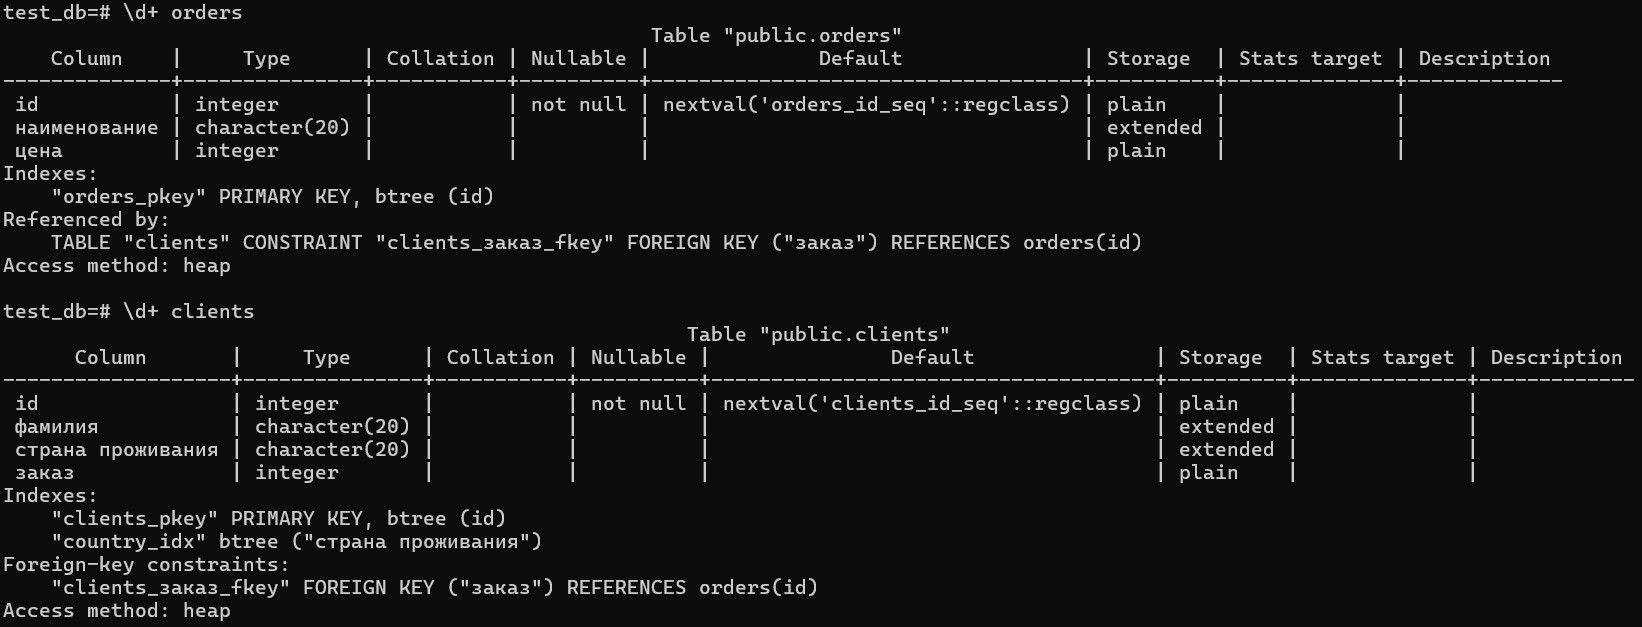 test_db=# \d+ orders
                                                      Table "public.orders"
    Column    |     Type      | Collation | Nullable |              Default               | Storage  | Stats target | Description
--------------+---------------+-----------+----------+------------------------------------+----------+--------------+-------------
 id           | integer       |           | not null | nextval('orders_id_seq'::regclass) | plain    |              |
 наименование | character(20) |           |          |                                    | extended |              |
 цена         | integer       |           |          |                                    | plain    |              |
Indexes:
    "orders_pkey" PRIMARY KEY, btree (id)
Referenced by:
    TABLE "clients" CONSTRAINT "clients_заказ_fkey" FOREIGN KEY ("заказ") REFERENCES orders(id)
Access method: heap

test_db=# \d+ clients
                                                         Table "public.clients"
      Column       |     Type      | Collation | Nullable |               Default               | Storage  | Stats target | Description
-------------------+---------------+-----------+----------+-------------------------------------+----------+--------------+-------------
 id                | integer       |           | not null | nextval('clients_id_seq'::regclass) | plain    |              |
 фамилия           | character(20) |           |          |                                     | extended |              |
 страна проживания | character(20) |           |          |                                     | extended |              |
 заказ             | integer       |           |          |                                     | plain    |              |
Indexes:
    "clients_pkey" PRIMARY KEY, btree (id)
    "country_idx" btree ("страна проживания")
Foreign-key constraints:
    "clients_заказ_fkey" FOREIGN KEY ("заказ") REFERENCES orders(id)
Access method: heap